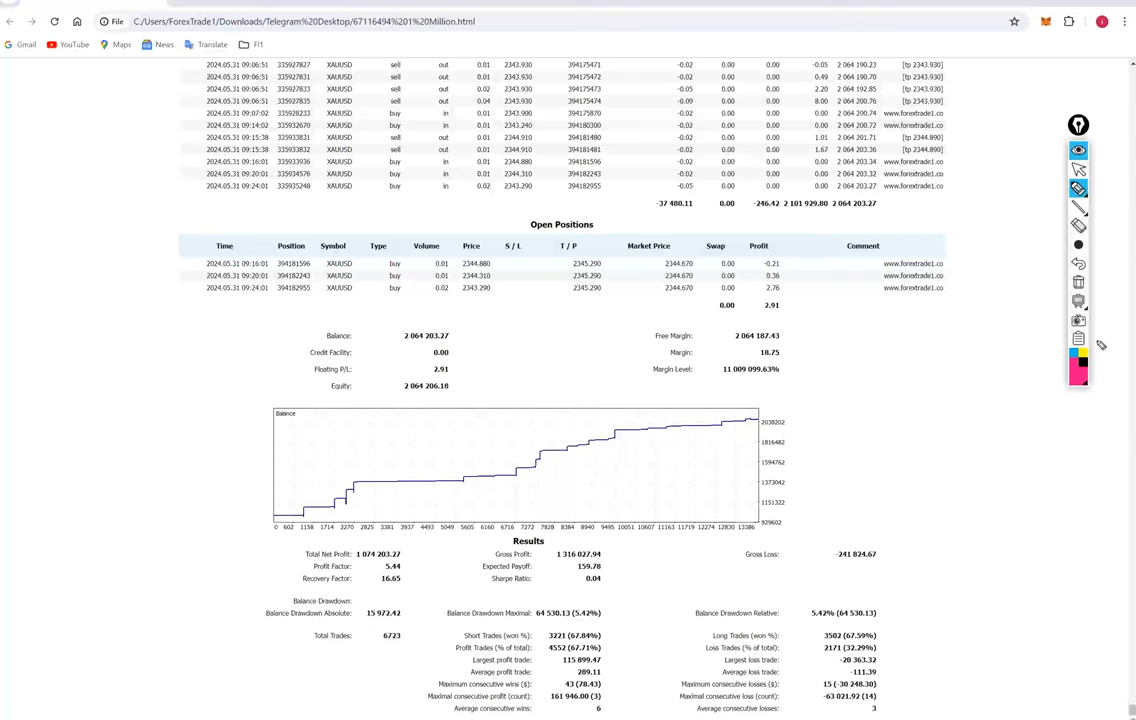 File C:/Users/ForexTrade1/Downloads/Telegram%20Desktop/67116494%201%20Million.html
Gmail YouTube Maps News Translate Fl1
2024.05.31 09:06:51 335927827 XAUUSD sell out 0.01 2343.930 394175471 -0.02 0.00 0.00 -0.05 2 064 190.23 [tp 2343.930]
2024.05.31 09:06:51 335927831 XAUUSD sell out 0.01 2343.930 394175472 -0.02 0.00 0.00 0.49 2 064 190.70 [tp 2343.930]
2024.05.31 09:06:51 335927833 XAUUSD sell out 0.02 2343.930 394175473 -0.05 0.00 0.00 2.20 2 064 192.85 [tp 2343.930]
2024.05.31 09:06:51 335927835 XAUUSD sell out 0.04 2343.930 394175474 -0.09 0.00 0.00 8.00 2 064 200.76 [tp 2343.930]
2024.05.31 09:07:02 335928233 XAUUSD buy in 0.01 2343.900 394175870 -0.02 0.00 0.00 0.00 2 064 200.74 www.forextrade1.co
2024.05.31 09:14:02 335932670 XAUUSD buy in 0.01 2343.240 394180300 -0.02 0.00 0.00 0.00 2 064 200.72 www.forextrade1.co
2024.05.31 09:15:38 335933831 XAUUSD sell out 0.01 2344.910 394181480 -0.02 0.00 0.00 1.01 2 064 201.71 [tp 2344.890]
2024.05.31 09:15:38 335933832 XAUUSD sell out 0.01 2344.910 394181481 -0.02 0.00 0.00 1.67 2 064 203.36 [tp 2344.890]
2024.05.31 09:16:01 335933936 XAUUSD buy in 0.01 2344.880 394181596 -0.02 0.00 0.00 0.00 2 064 203.34 www.forextrade1.co
2024.05.31 09:20:01 335934576 XAUUSD buy in 0.01 2344.310 394182243 -0.02 0.00 0.00 0.00 2 064 203.32 www.forextrade1.co
2024.05.31 09:24:01 335935248 XAUUSD buy in 0.02 2343.290 394182955 -0.05 0.00 0.00 0.00 2 064 203.27 www.forextrade1.co
-37 480.11 0.00 -246.42 2 101 929.80 2 064 203.27
Open Positions
Time Position Symbol Type Volume Price S / L T / P Market Price Swap Profit Comment
2024.05.31 09:16:01 394181596 XAUUSD buy 0.01 2344.880 2345.290 2344.670 0.00 -0.21 www.forextrade1.co
2024.05.31 09:20:01 394182243 XAUUSD buy 0.01 2344.310 2345.290 2344.670 0.00 0.36 www.forextrade1.co
2024.05.31 09:24:01 394182955 XAUUSD buy 0.02 2343.290 2345.290 2344.670 0.00 2.76 www.forextrade1.co
0.00 2.91
Balance: 2 064 203.27 Free Margin: 2 064 187.43
Credit Facility: 0.00 Margin: 18.75
Floating P/L: 2.91 Margin Level: 11 009 099.63%
Equity: 2 064 206.18
Balance
2038202
1816482
1594762
1373042
1151322
929602
0 602 1158 1714 2270 2825 3381 3937 4493 5049 5605 6160 6716 7272 7828 8384 8940 9495 10051 10607 11163 11719 12274 12830 13386
Results
Total Net Profit: 1 074 203.27 Gross Profit: 1 316 027.94 Gross Loss: -241 824.67
Profit Factor: 5.44 Expected Payoff: 159.78
Recovery Factor: 16.65 Sharpe Ratio: 0.04
Balance Drawdown:
Balance Drawdown Absolute: 15 972.42 Balance Drawdown Maximal: 64 530.13 (5.42%) Balance Drawdown Relative: 5.42% (64 530.13)
Total Trades: 6723 Short Trades (won %): 3221 (67.84%) Long Trades (won %): 3502 (67.59%)
Profit Trades (% of total): 4552 (67.71%) Loss Trades (% of total): 2171 (32.29%)
Largest profit trade: 115 899.47 Largest loss trade: -20 363.32
Average profit trade: 289.11 Average loss trade: -111.39
Maximum consecutive wins ($): 43 (78.43) Maximum consecutive losses ($): 15 (-30 248.30)
Maximal consecutive profit (count): 161 946.00 (3) Maximal consecutive loss (count): -63 021.92 (14)
Average consecutive wins: 6 Average consecutive losses: 3